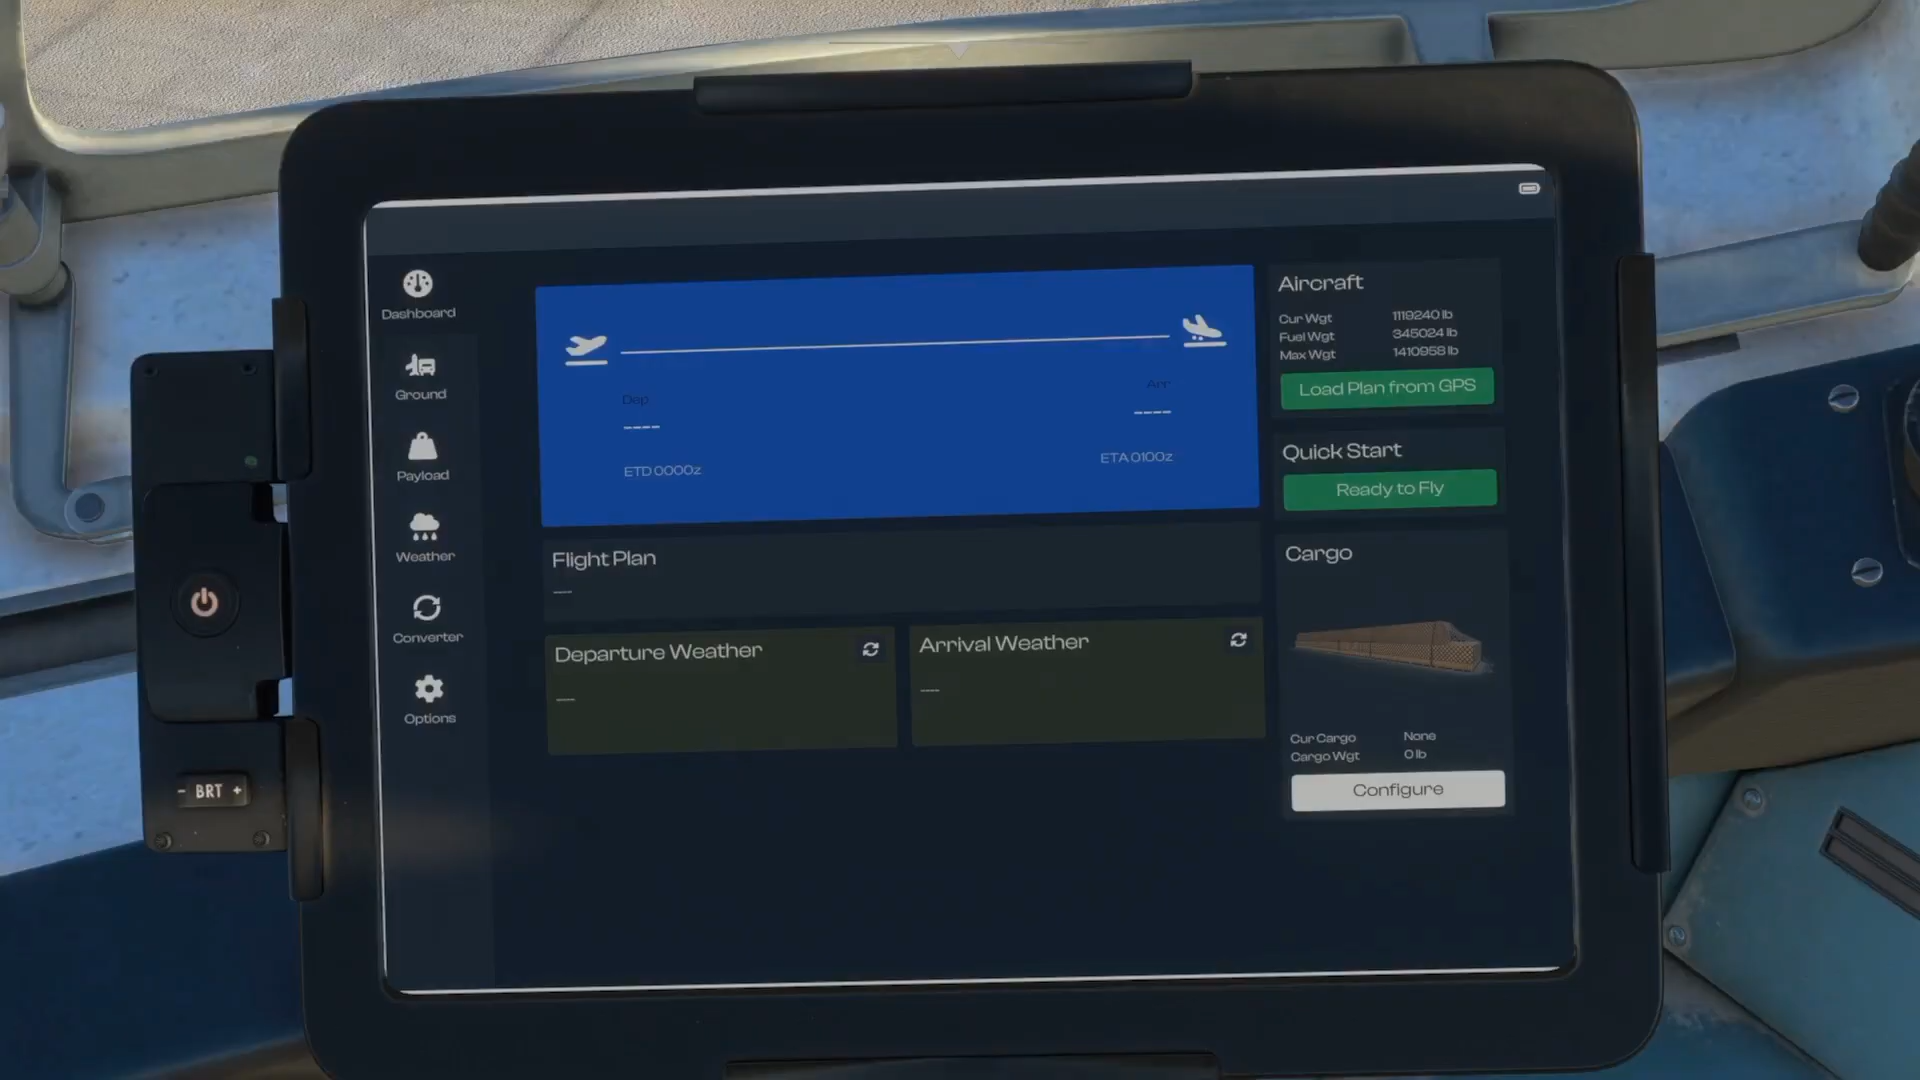 Dashboard
Ground
Payload
Weather
Converter
Options
- BRT +
Dep
----
ETD 0000z
Arr
----
ETA 0100z
Flight Plan
---
Departure Weather
---
Arrival Weather
---
Aircraft
Cur Wgt 1119240 lb
Fuel Wgt 345024 lb
Max Wgt 1410958 lb
Load Plan from GPS
Quick Start
Ready to Fly
Cargo
Cur Cargo None
Cargo Wgt 0 lb
Configure